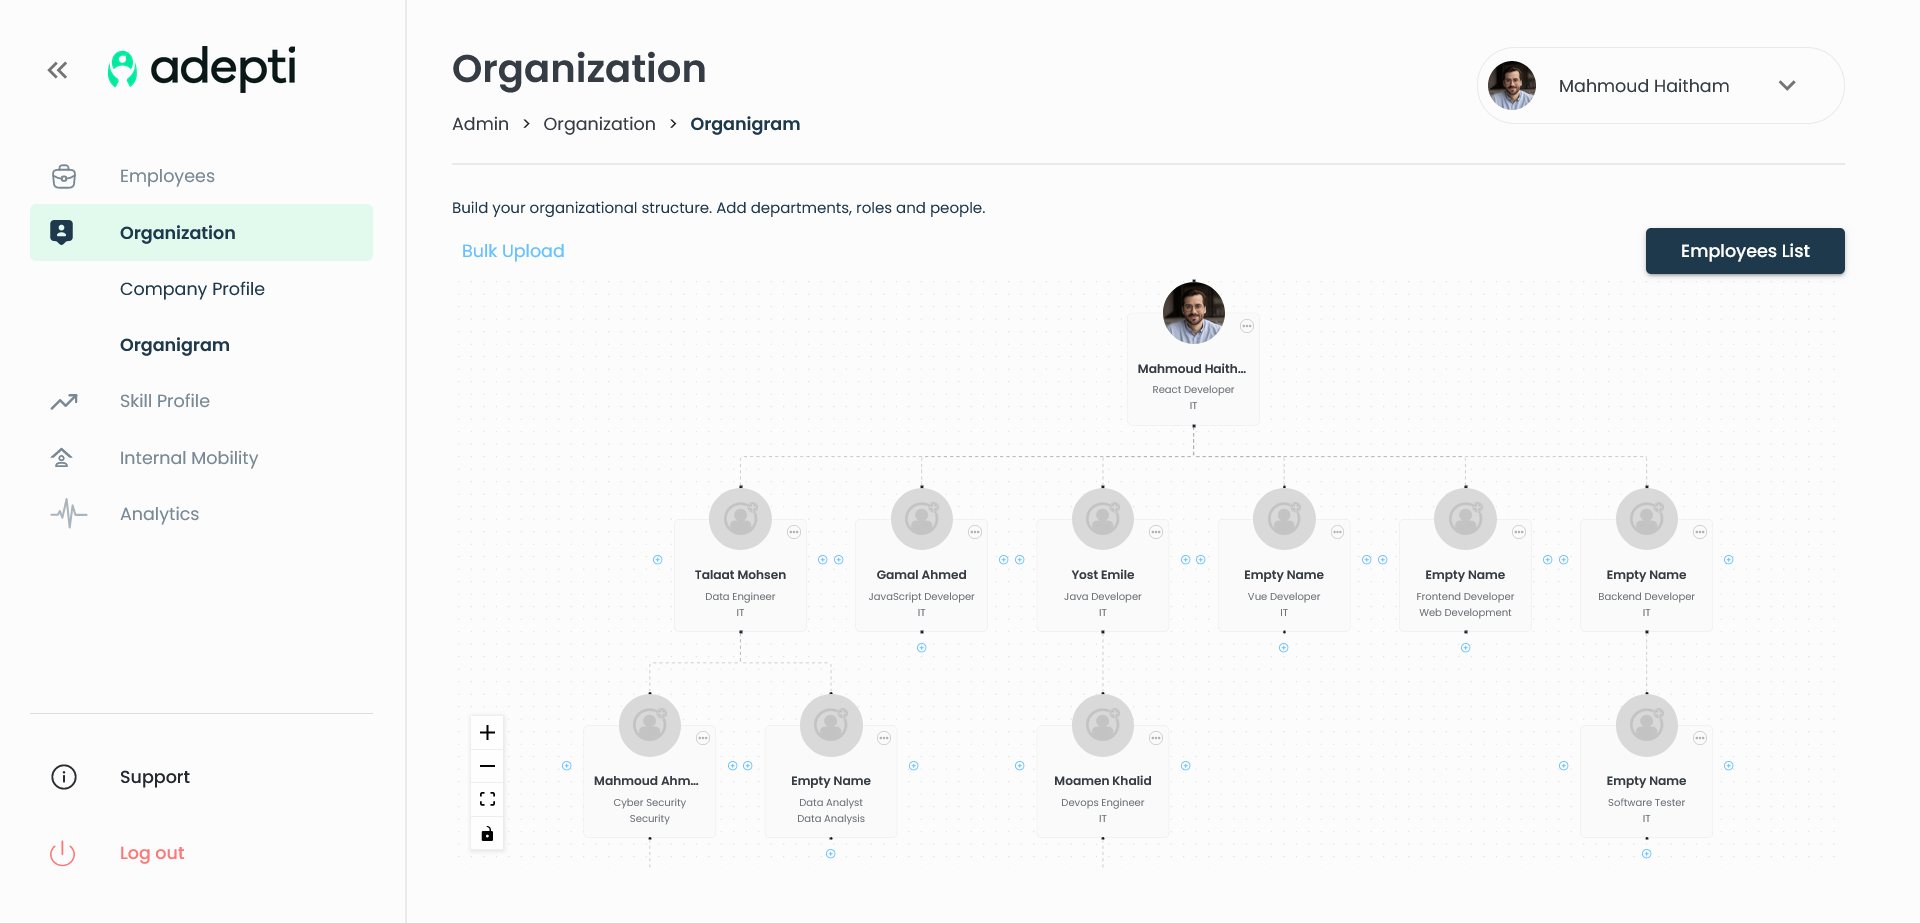 adepti
Employees
Organization
Company Profile
Organigram
Skill Profile
Internal Mobility
Analytics
Support
Log out
Organization
Admin > Organization > Organigram
Mahmoud Haitham
Build your organizational structure. Add departments, roles and people.
Bulk Upload
Employees List
Mahmoud Haith...
React Developer
IT
Talaat Mohsen
Data Engineer
IT
Gamal Ahmed
JavaScript Developer
IT
Yost Emile
Java Developer
IT
Empty Name
Vue Developer
IT
Empty Name
Frontend Developer
Web Development
Empty Name
Backend Developer
IT
Mahmoud Ahm...
Cyber Security
Security
Empty Name
Data Analyst
Data Analysis
Moamen Khalid
Devops Engineer
IT
Empty Name
Software Tester
IT